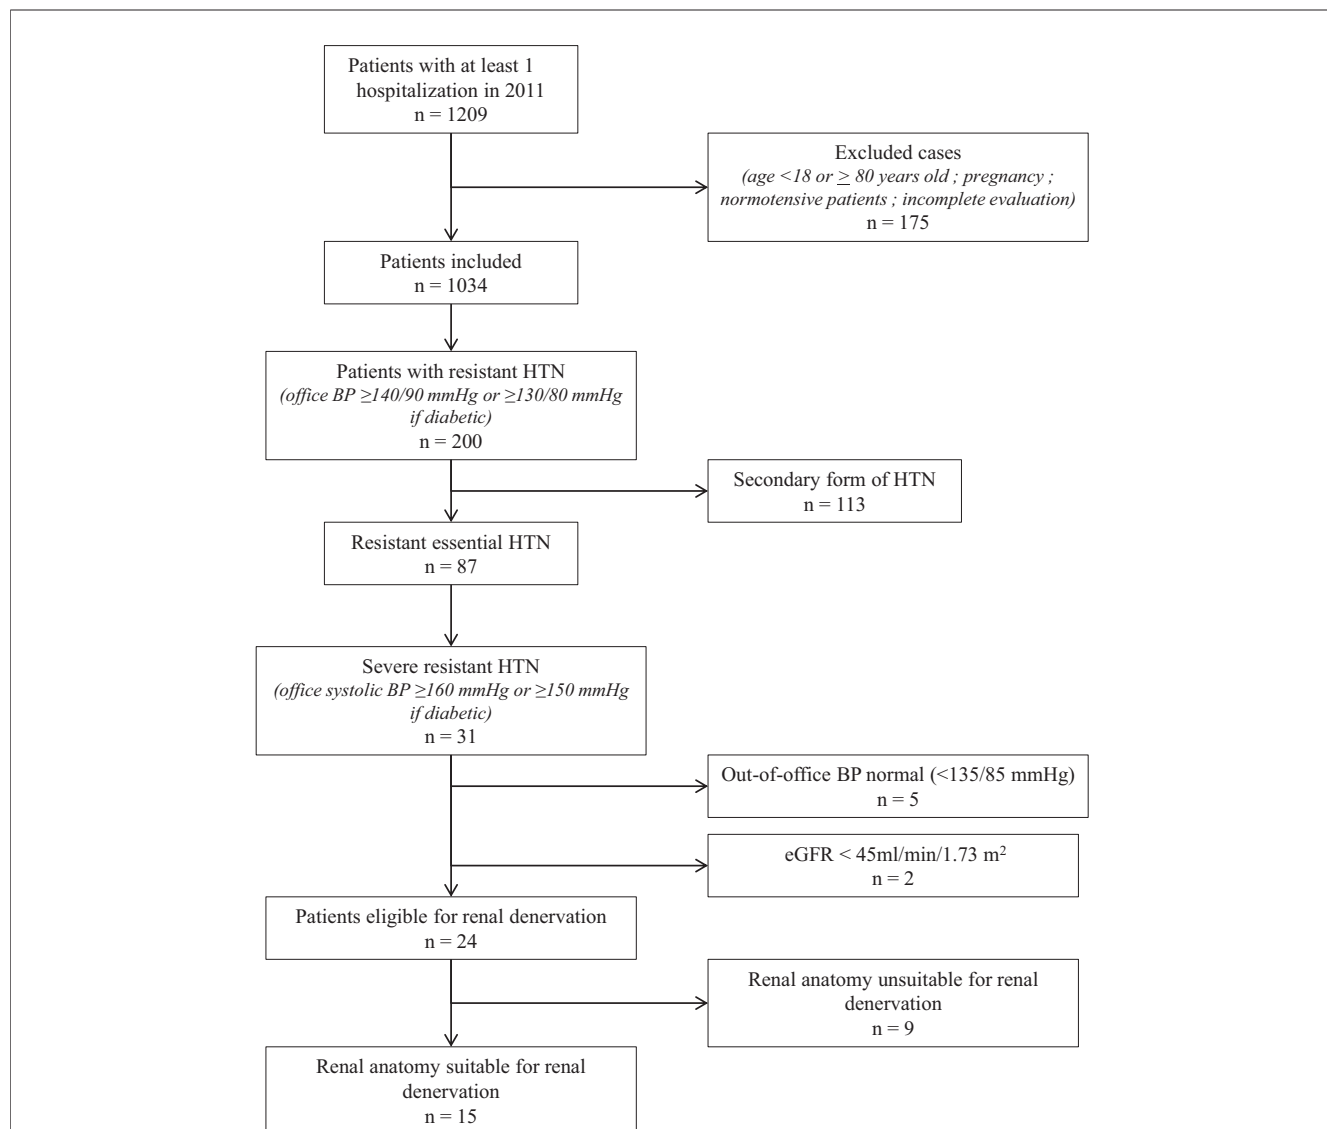 Patients with at least 1
hospitalization in 2011
n = 1209
Excluded cases
(age <18 or ≥ 80 years old ; pregnancy ;
normotensive patients ; incomplete evaluation)
n = 175
Patients included
n = 1034
Patients with resistant HTN
(office BP ≥140/90 mmHg or ≥130/80 mmHg
if diabetic)
n = 200
Secondary form of HTN
n = 113
Resistant essential HTN
n = 87
Severe resistant HTN
(office systolic BP ≥160 mmHg or ≥150 mmHg
if diabetic)
n = 31
Out-of-office BP normal (<135/85 mmHg)
n = 5
eGFR < 45ml/min/1.73 m²
n = 2
Patients eligible for renal denervation
n = 24
Renal anatomy unsuitable for renal
denervation
n = 9
Renal anatomy suitable for renal
denervation
n = 15